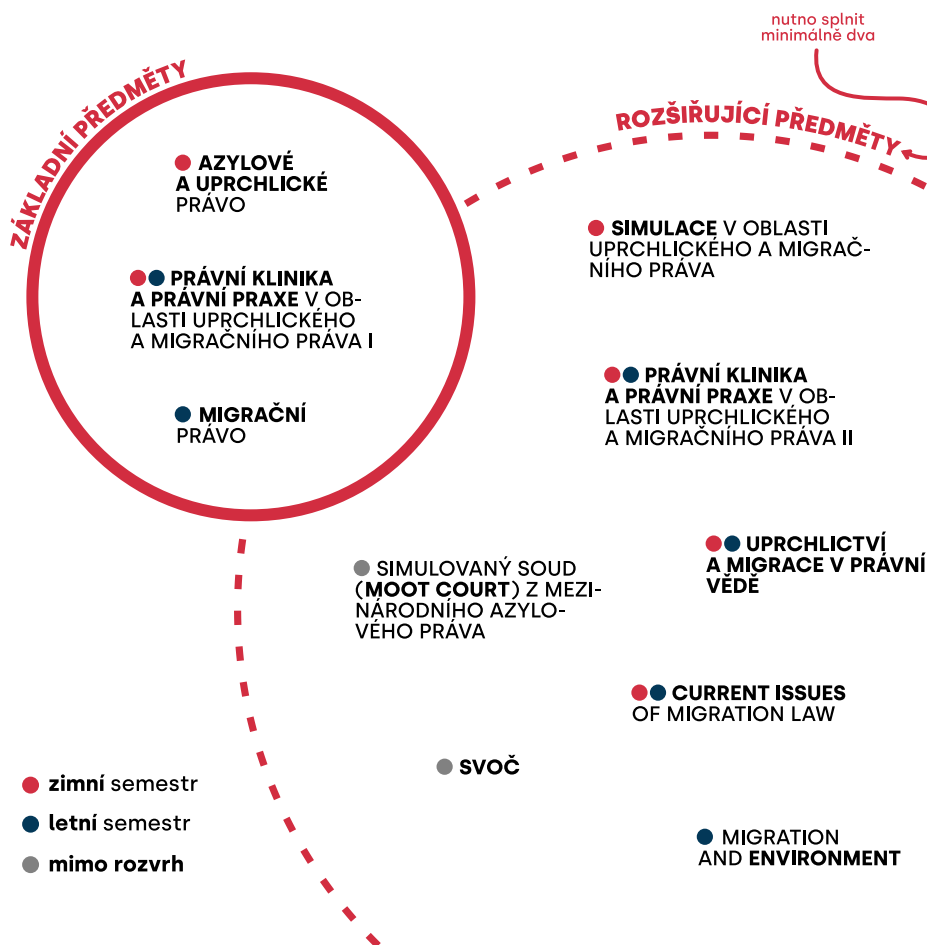 nutno splnit
minimálně dva
ZÁKLADNÍ PŘEDMĚTY
AZYLOVÉ
A UPRCHLICKÉ
PRÁVO
PRÁVNÍ KLINIKA
A PRÁVNÍ PRAXE V OB-
LASTI UPRCHLICKÉHO
A MIGRAČNÍHO PRÁVA I
MIGRAČNÍ
PRÁVO
ROZŠIŘUJÍCÍ PŘEDMĚTY
SIMULACE V OBLASTI
UPRCHLICKÉHO A MIGRAČ-
NÍHO PRÁVA
PRÁVNÍ KLINIKA
A PRÁVNÍ PRAXE V OB-
LASTI UPRCHLICKÉHO
A MIGRAČNÍHO PRÁVA II
UPRCHLICTVÍ
A MIGRACE V PRÁVNÍ
VĚDĚ
SIMULOVANÝ SOUD
(MOOT COURT) Z MEZI-
NÁRODNÍHO AZYLO-
VÉHO PRÁVA
CURRENT ISSUES
OF MIGRATION LAW
SVOČ
MIGRATION
AND ENVIRONMENT
zimní semestr
letní semestr
mimo rozvrh